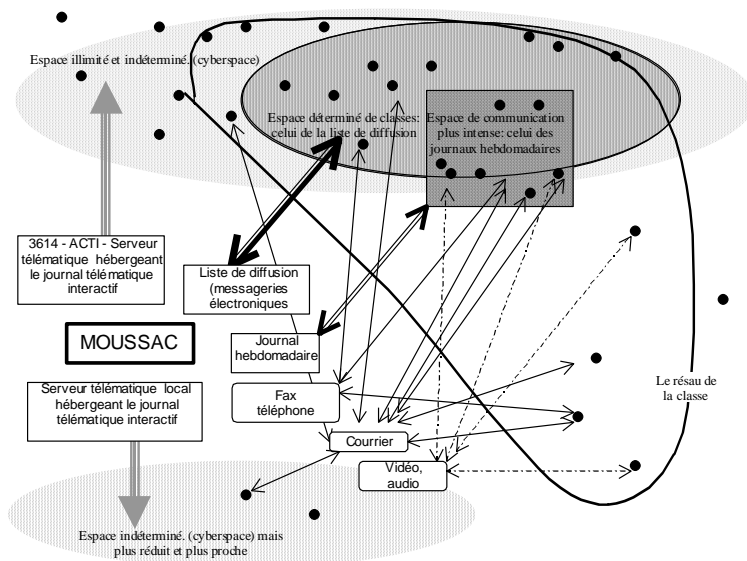 Espace illimité et indéterminé. (cyberspace)
Espace déterminé de classes:
celui de la liste de diffusion
Espace de communication
plus intense: celui des
journaux hebdomadaires
3614 - ACTI - Serveur
télématique hébergeant
le journal télématique
interactif
Liste de diffusion
(messageries
électroniques
MOUSSAC
Journal
hebdomadaire
Serveur télématique local
hébergeant le journal
télématique interactif
Fax
téléphone
Le résau de
la classe
Courrier
Vidéo,
audio
Espace indéterminé. (cyberspace) mais
plus réduit et plus proche